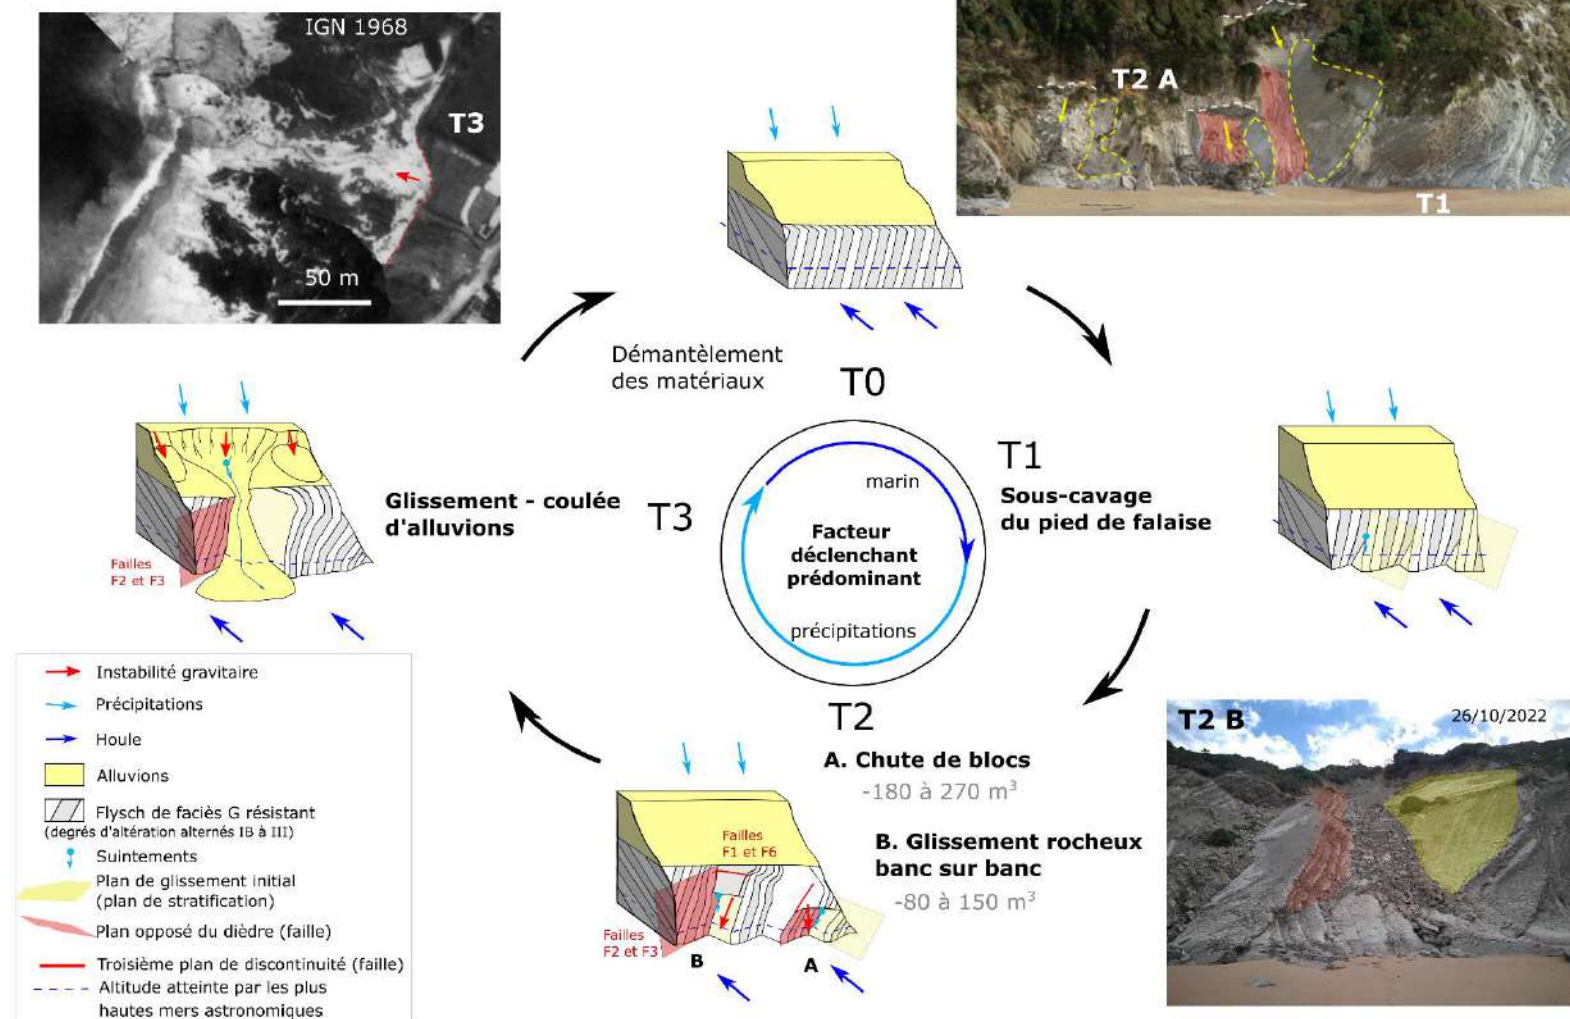 IGN 1968
T3
50 m
T2 A
T1
Démantèlement
des matériaux
T0
T1
Sous-cavage
du pied de falaise
marin
Facteur
déclenchant
prédominant
précipitations
Glissement - coulée
d'alluvions
T3
Failles
F2 et F3
Instabilité gravitaire
Précipitations
Houle
Alluvions
Flysch de faciès G résistant
(degrés d'altération alternés IB à III)
Suintements
Plan de glissement initial
(plan de stratification)
Plan opposé du dièdre (faille)
Troisième plan de discontinuité (faille)
Altitude atteinte par les plus
hautes mers astronomiques
T2
A. Chute de blocs
-180 à 270 m³
B. Glissement rocheux
banc sur banc
-80 à 150 m³
Failles
F1 et F6
Failles
F2 et F3
B
A
T2 B
26/10/2022